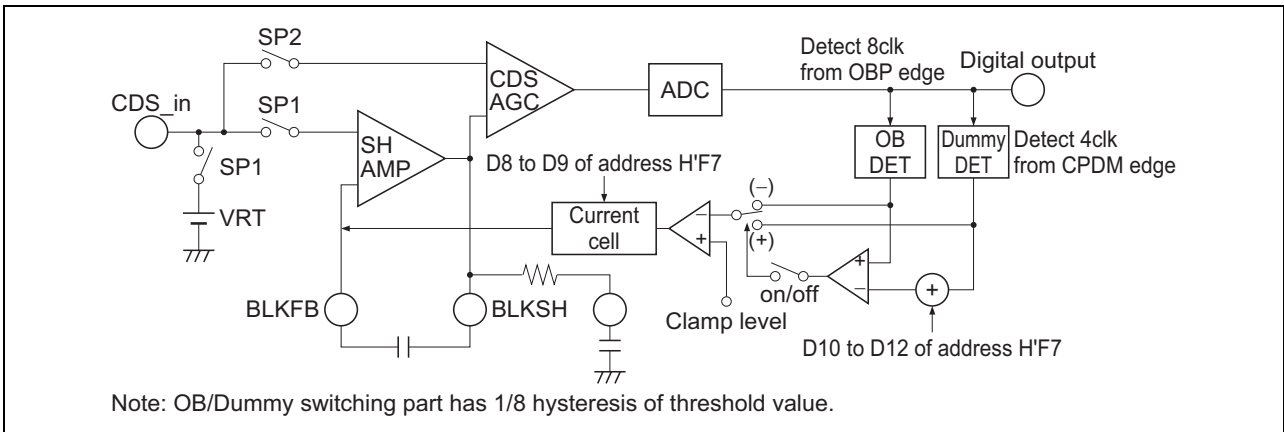 SP2
Detect 8clk
from OBP edge
Digital output
CDS_in
SP1
CDS
AGC
ADC
SH
AMP
OB
DET
Dummy
DET
Detect 4clk
from CPDM edge
SP1
D8 to D9 of address H'F7
(−)
VRT
Current
cell
−
+
(+)
+
−
on/off
+
BLKFB
BLKSH
Clamp level
D10 to D12 of address H'F7
Note: OB/Dummy switching part has 1/8 hysteresis of threshold value.